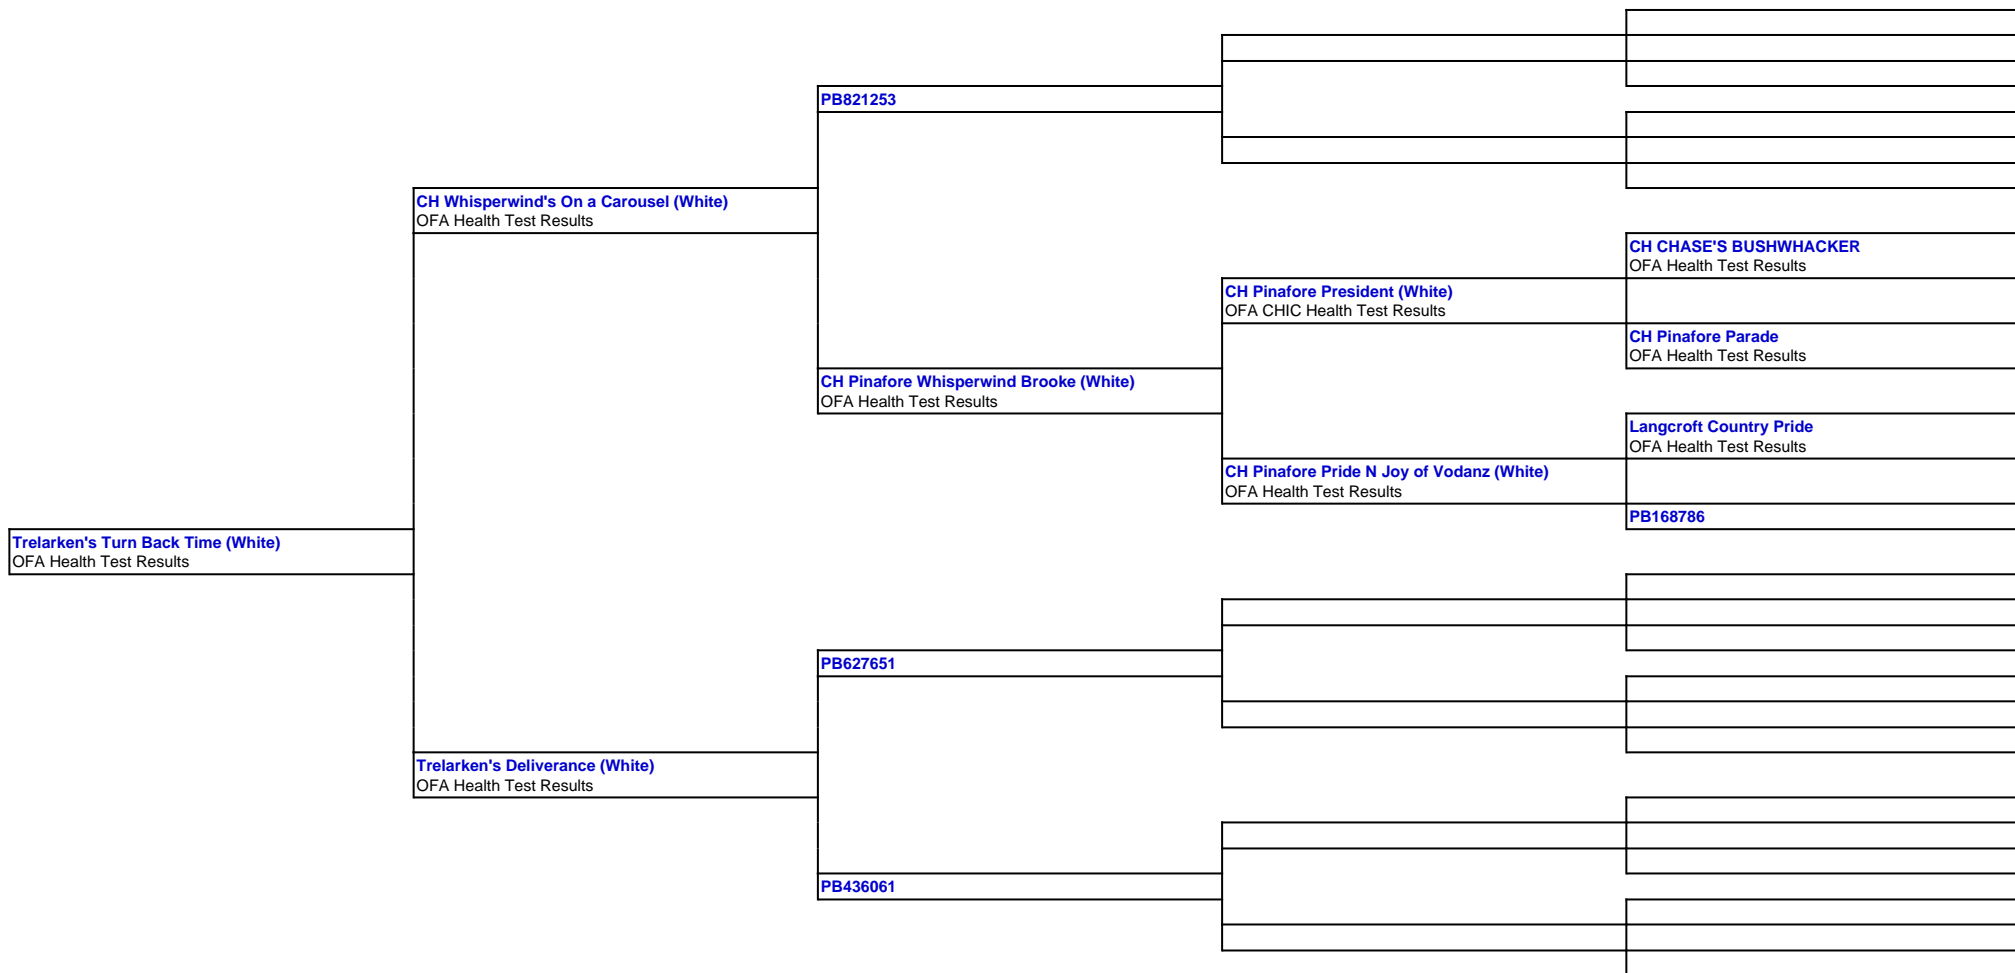 PB821253
CH Whisperwind's On a Carousel (White)
OFA Health Test Results
CH CHASE'S BUSHWHACKER
OFA Health Test Results
CH Pinafore President (White)
OFA CHIC Health Test Results
CH Pinafore Parade
OFA Health Test Results
CH Pinafore Whisperwind Brooke (White)
OFA Health Test Results
Langcroft Country Pride
OFA Health Test Results
CH Pinafore Pride N Joy of Vodanz (White)
OFA Health Test Results
PB168786
Trelarken's Turn Back Time (White)
OFA Health Test Results
PB627651
Trelarken's Deliverance (White)
OFA Health Test Results
PB436061